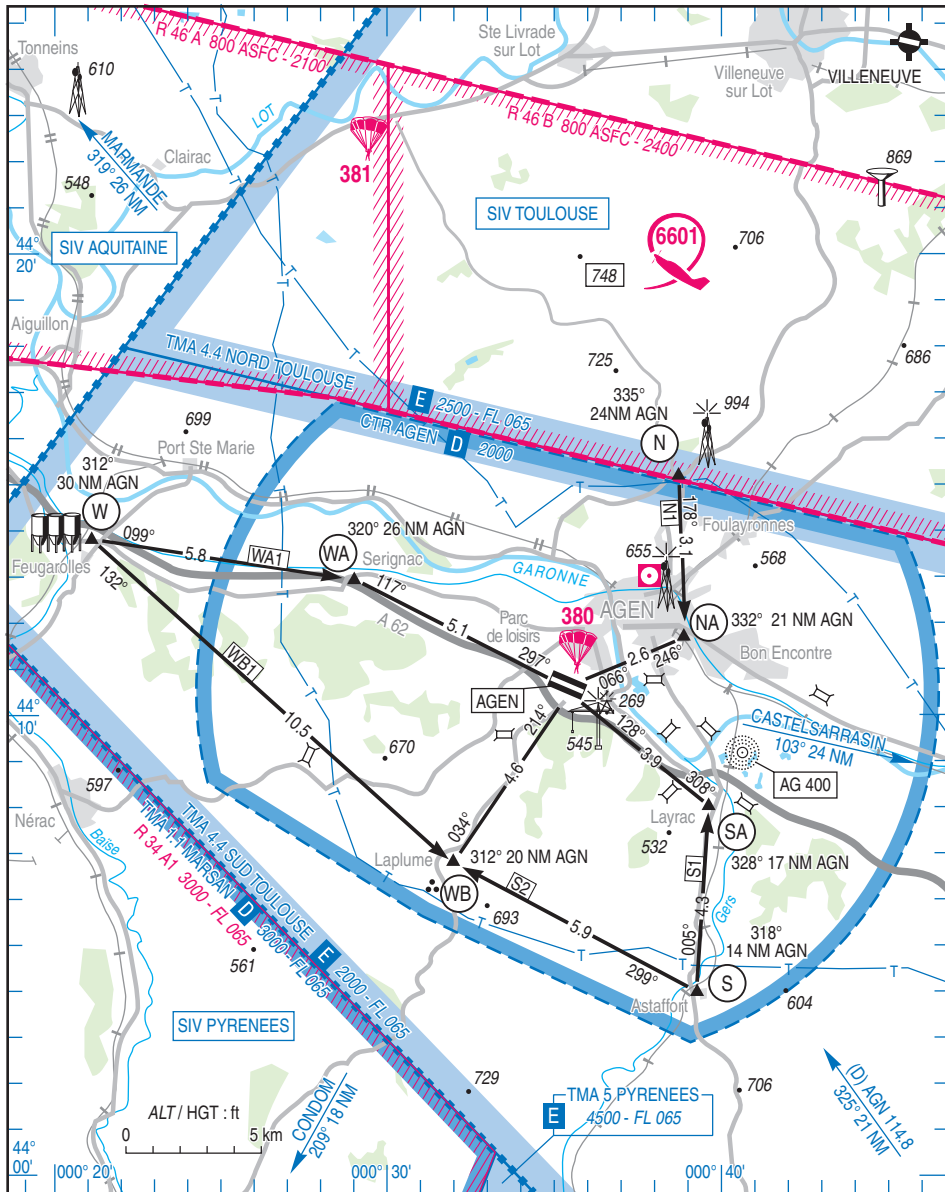 Tonneins
610
R 46 A 800 ASFC - 2100
Ste Livrade
sur Lot
Villeneuve
sur Lot
VILLENEUVE
MARMANDE
319° 26 NM
LOT
Clairac
548
381
R 46 B 800 ASFC - 2400
869
SIV AQUITAINE
SIV TOULOUSE
6601
706
748
44°
20'
Aiguillon
TMA 4.4 NORD TOULOUSE
E 2500 - FL 065
CTR AGEN D 2000
725
686
335°
24NM AGN
994
N
699
Port Ste Marie
312°
30 NM AGN
W
Feugarolles
099°
5.8
WA1
132°
320° 26 NM AGN
WA
Serignac
117°
GARONNE
A 62
5.1
297°
N1
178°
3.1
Foulayronnes
655
568
AGEN
Parc
de loisirs
380
NA
332° 21 NM AGN
Bon Encontre
2.6
246°
066°
AGEN
269
545
WB1
10.5
214°
4.6
034°
128°
3.9
308°
44°
10'
CASTELSARRASIN
103° 24 NM
AG 400
670
597
Nérac
Baïse
Layrac
532
SA
328° 17 NM AGN
Laplume
312° 20 NM AGN
WB
693
S2
5.9
299°
S1
4.3
005°
Gers
318°
14 NM AGN
S
Astaffort
604
TMA 4.4 SUD TOULOUSE
E 2000 - FL 065
TMA 1.1 MARSAN
D 3000 - FL 065
R 34 A1 3000 - FL 065
561
SIV PYRENEES
729
706
CONDOM
209° 18 NM
TMA 5 PYRENEES
E 4500 - FL 065
(D) AGN 114.8
325° 21 NM
ALT / HGT : ft
0 5 km
44°
00'
000° 20'
000° 30'
000° 40'
T